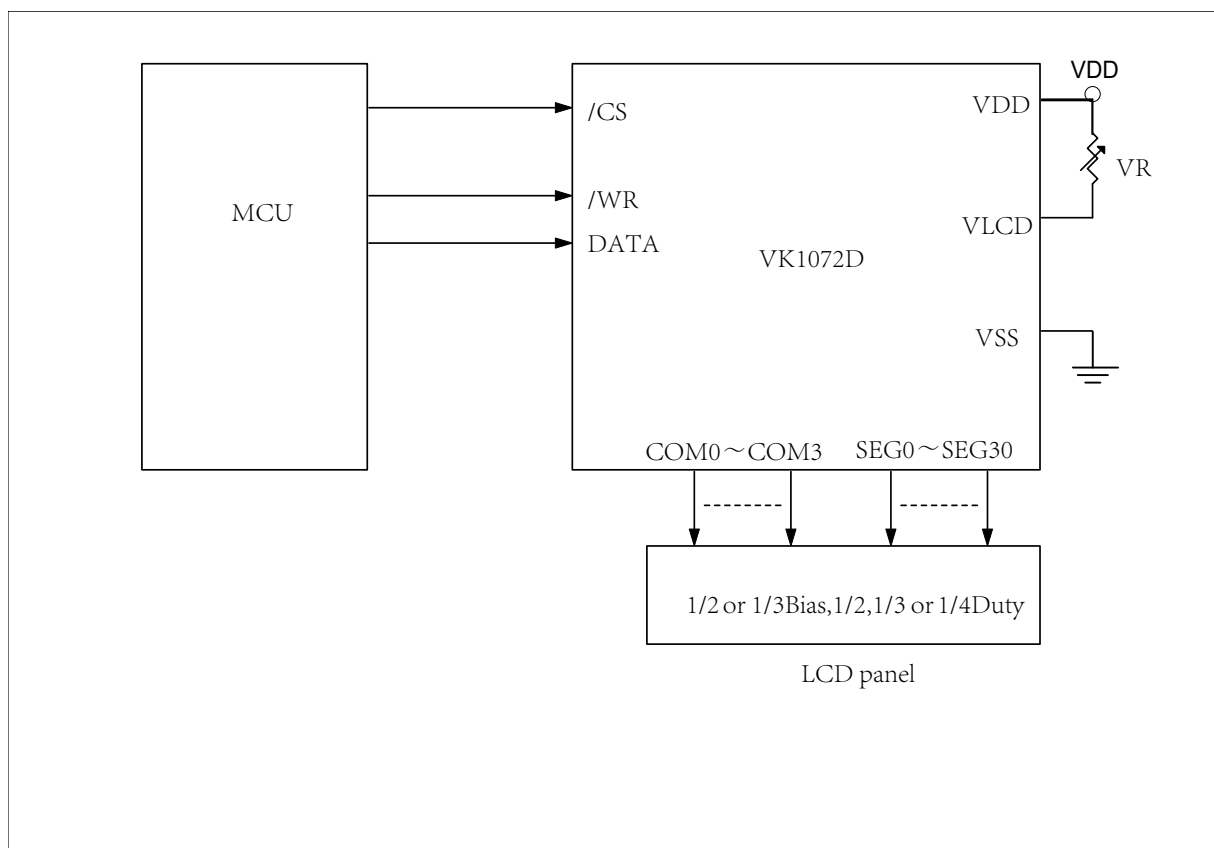 VDD
/CS
VDD
VR
/WR
MCU
VLCD
DATA
VK1072D
VSS
COM0～COM3
SEG0～SEG30
1/2 or 1/3Bias,1/2,1/3 or 1/4Duty
LCD panel